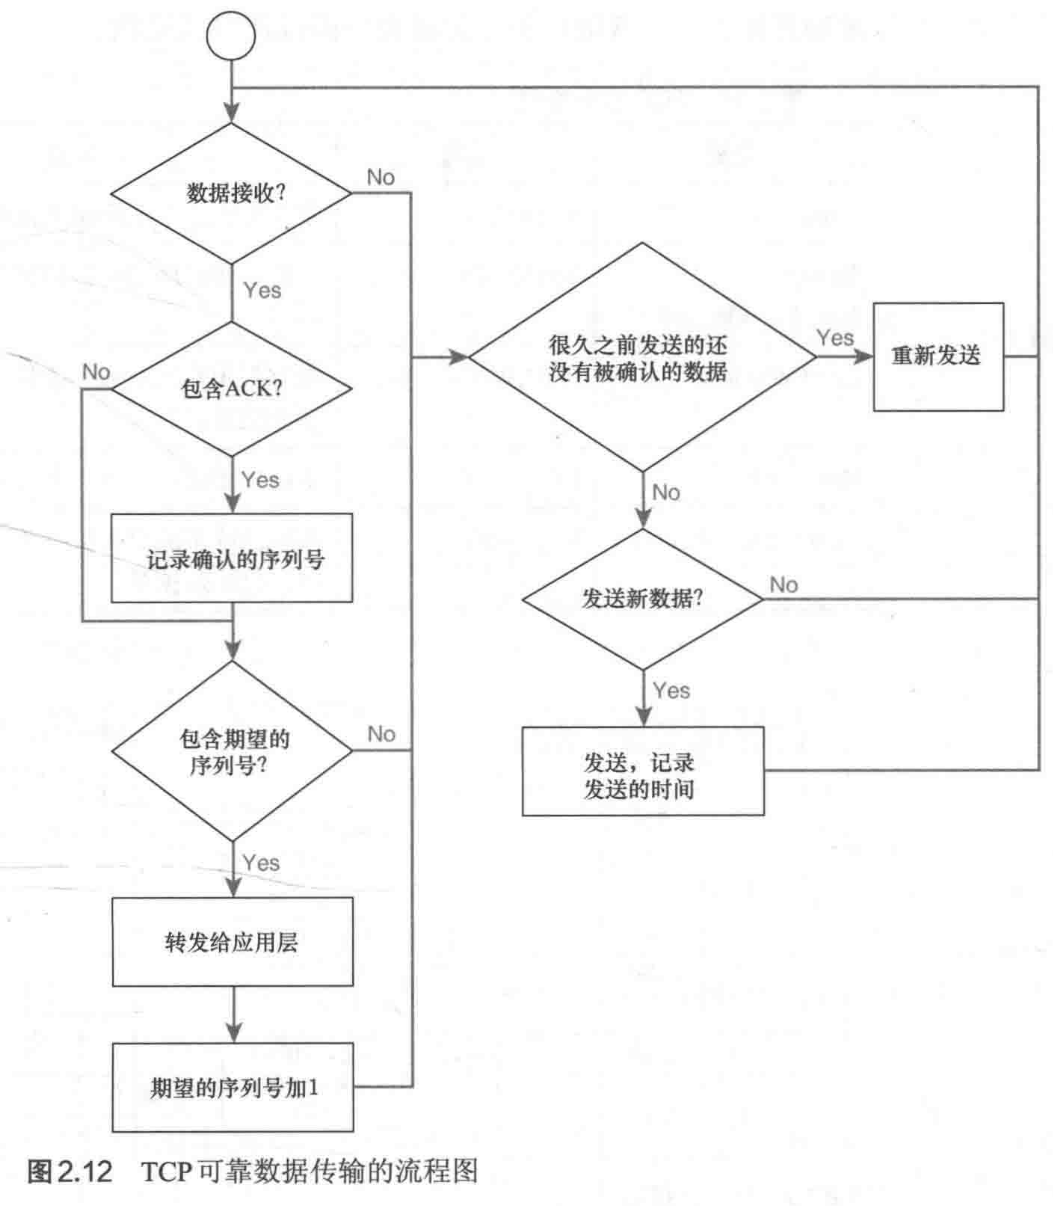 数据接收?
No
Yes
包含ACK?
No
Yes
记录确认的序列号
包含期望的
序列号?
No
Yes
转发给应用层
期望的序列号加1
很久之前发送的还
没有被确认的数据
Yes
重新发送
No
发送新数据?
No
Yes
发送，记录
发送的时间
图2.12 TCP可靠数据传输的流程图